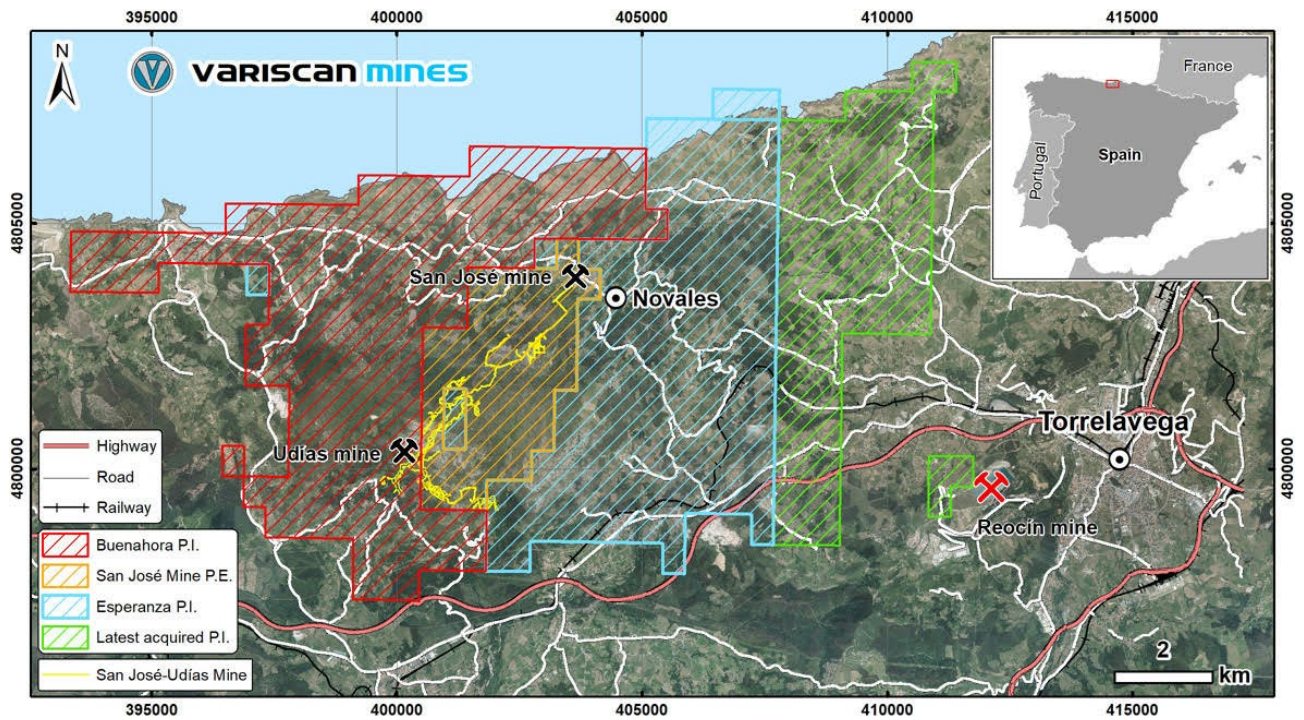 395000 400000 405000 410000 415000
N
V VARISCAN MINES
France
Portugal
Spain
4805000
4805000
San José mine
Novales
Udías mine
Torrelavega
Reocín mine
4800000
4800000
Highway
Road
Railway
Buenahora P.I.
San José Mine P.E.
Esperanza P.I.
Latest acquired P.I.
San José-Udías Mine
2
km
395000 400000 405000 410000 415000